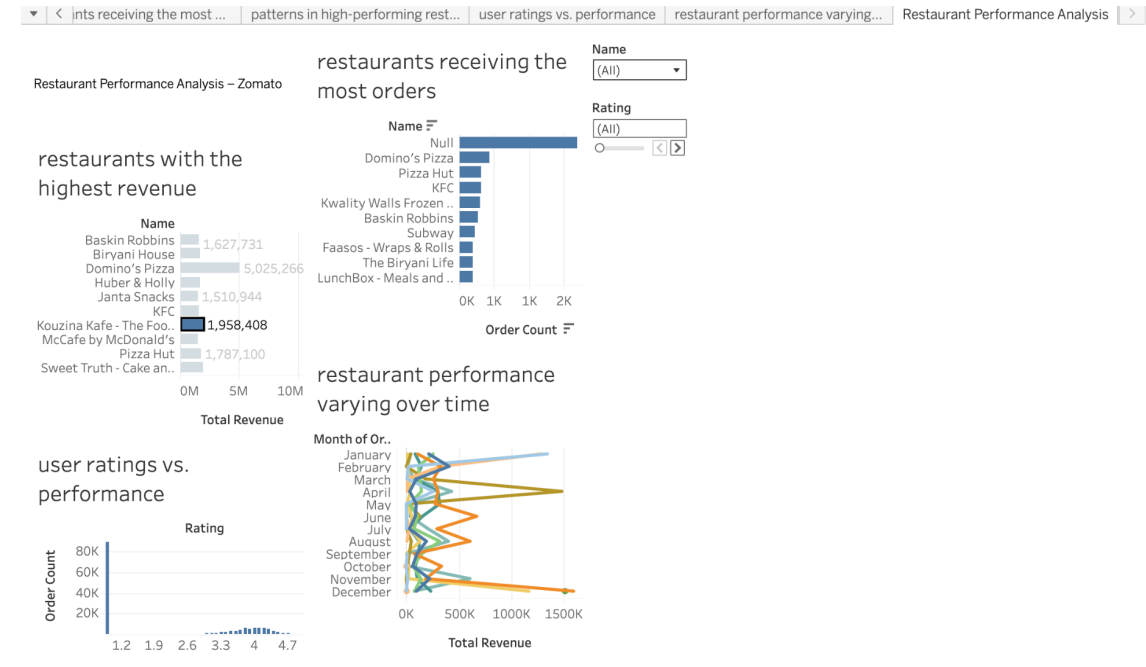 ints receiving the most ...
patterns in high-performing rest...
user ratings vs. performance
restaurant performance varying...
Restaurant Performance Analysis
Restaurant Performance Analysis – Zomato
restaurants with the
highest revenue
Name
Baskin Robbins 1,627,731
Biryani House
Domino's Pizza 5,025,266
Huber & Holly
Janta Snacks 1,510,944
KFC
Kouzina Kafe - The Foo.. 1,958,408
McCafe by McDonald's
Pizza Hut 1,787,100
Sweet Truth - Cake an..
0M 5M 10M
Total Revenue
user ratings vs.
performance
Rating
Order Count
80K
60K
40K
20K
1.2 1.9 2.6 3.3 4 4.7
restaurants receiving the
most orders
Name
Null
Domino's Pizza
Pizza Hut
KFC
Kwality Walls Frozen ..
Baskin Robbins
Subway
Faasos - Wraps & Rolls
The Biryani Life
LunchBox - Meals and ..
0K 1K 1K 2K
Order Count
restaurant performance
varying over time
Month of Or..
January
February
March
April
May
June
July
August
September
October
November
December
0K 500K 1000K 1500K
Total Revenue
Name
(All)
Rating
(All)